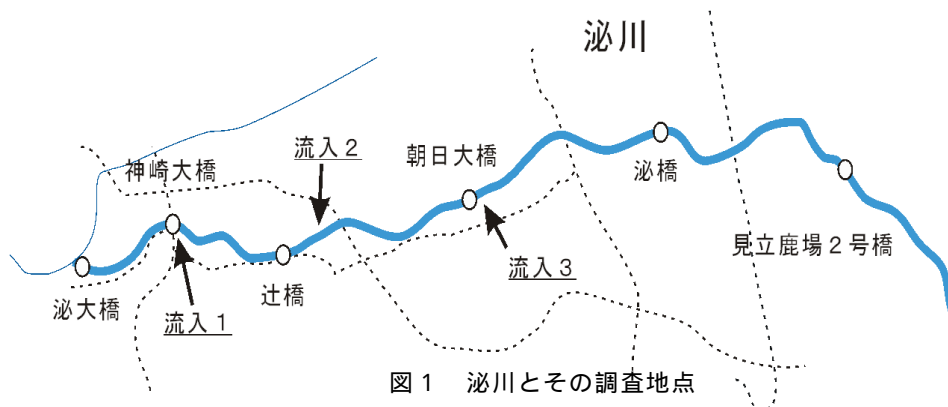 泌川
流入２
朝日大橋
神崎大橋
泌橋
見立鹿場２号橋
流入３
辻橋
泌大橋
流入１
図１　泌川とその調査地点